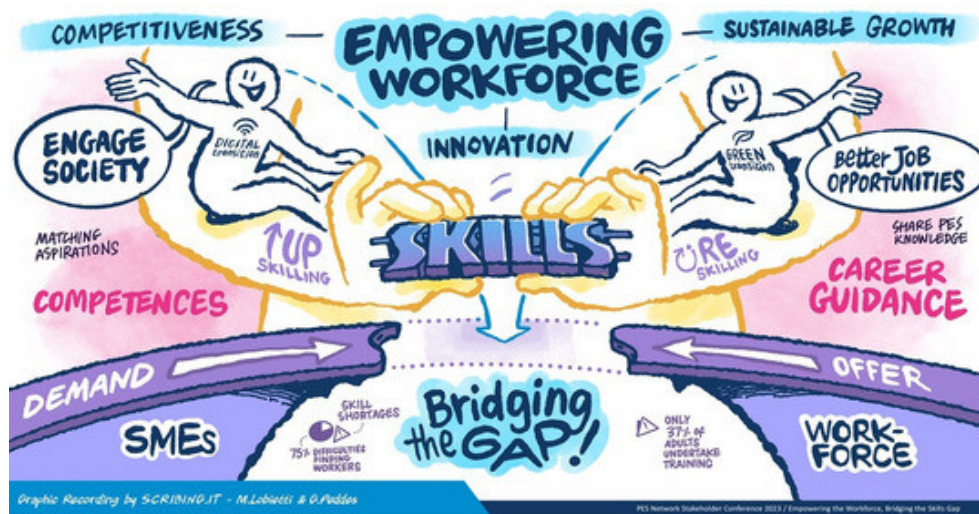 COMPETITIVENESS
EMPOWERING
WORKFORCE
SUSTAINABLE GROWTH
INNOVATION
ENGAGE
SOCIETY
DIGITAL
transition
GREEN
transition
Better JOB
OPPORTUNITIES
MATCHING
ASPIRATIONS
UP
SKILLING
SKILLS
RE
SKILLING
SHARE PES
KNOWLEDGE
COMPETENCES
CAREER
GUIDANCE
DEMAND
OFFER
SMEs
SKILL
SHORTAGES
75% DIFFICULTIES
FINDING
WORKERS
Bridging
the GAP!
ONLY
37% of
ADULTS
UNDERTAKE
TRAINING
WORK-
FORCE
Graphic Recording by SCRIBING.IT - M.Lobietti & O.Paddes
PES Network Stakeholder Conference 2023 / Empowering the Workforce, Bridging the Skills Gap